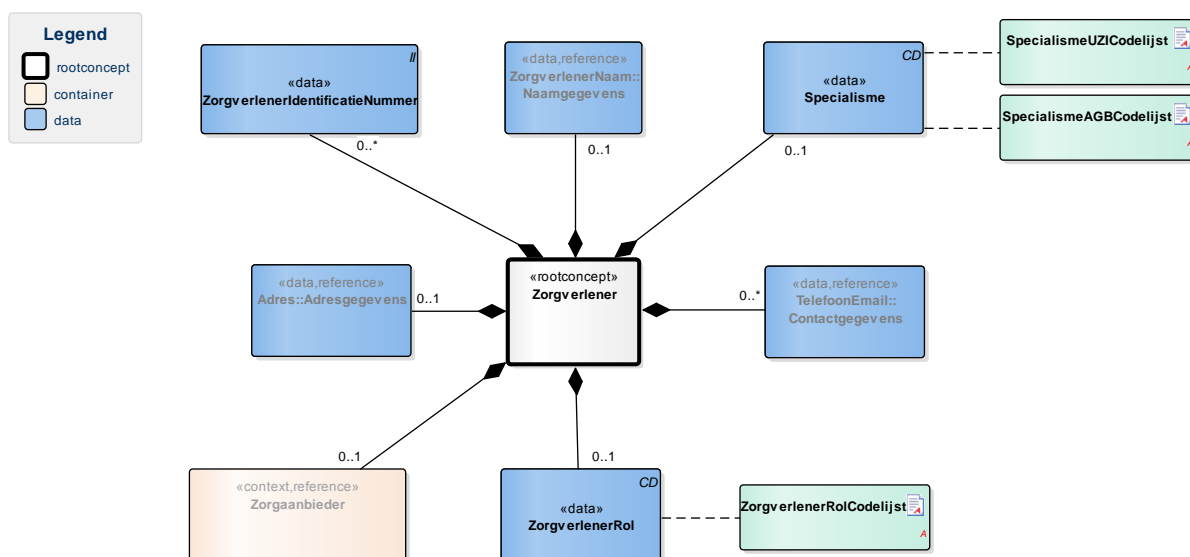 Legend
rootconcept
container
data
II
«data»
ZorgverlenerIdentificatieNummer
0..*
«data,reference»
ZorgverlenerNaam::
Naamgegevens
0..1
CD
«data»
Specialisme
0..1
SpecialismeUZICodelijst
A
SpecialismeAGBCodelijst
A
«data,reference»
Adres::Adresgegevens
0..1
«rootconcept»
Zorgverlener
0..*
«data,reference»
TelefoonEmail::
Contactgegevens
0..1
«context,reference»
Zorgaanbieder
0..1
CD
«data»
ZorgverlenerRol
ZorgverlenerRolCodelijst
A